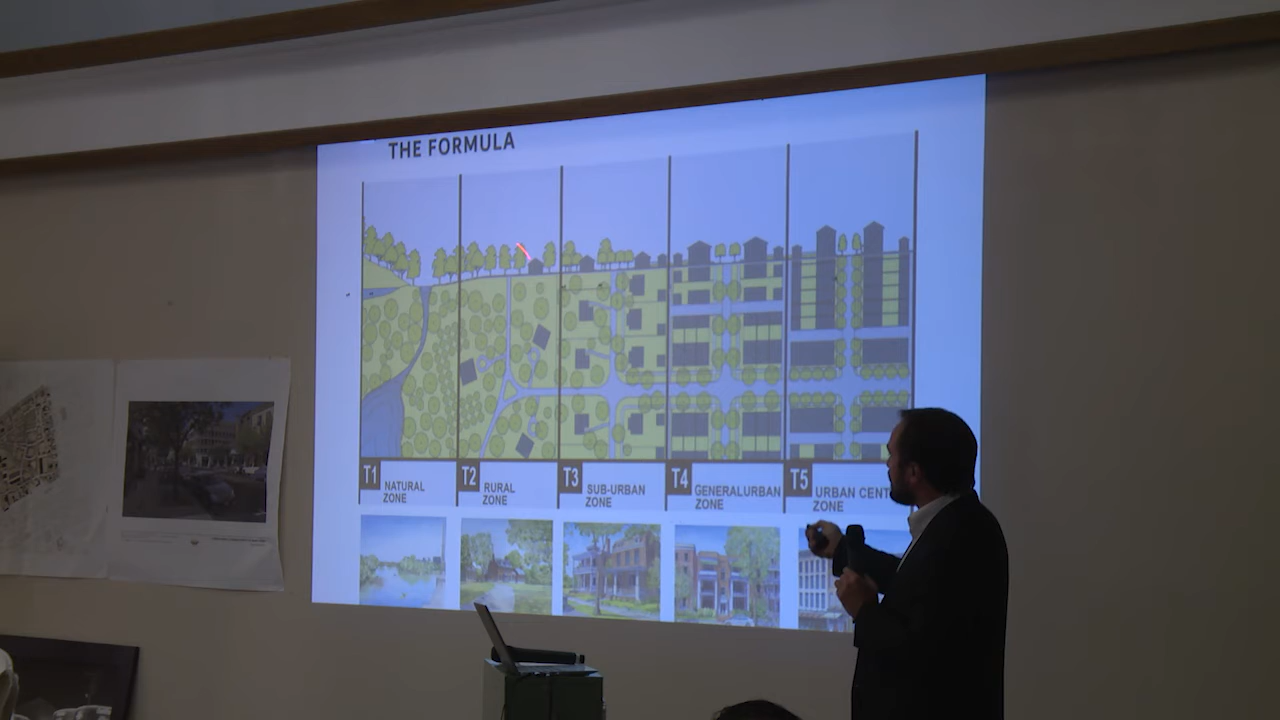 THE FORMULA
T1 NATURAL
ZONE
T2 RURAL
ZONE
T3 SUB-URBAN
ZONE
T4 GENERALURBAN
ZONE
T5 URBAN CENT
ZONE